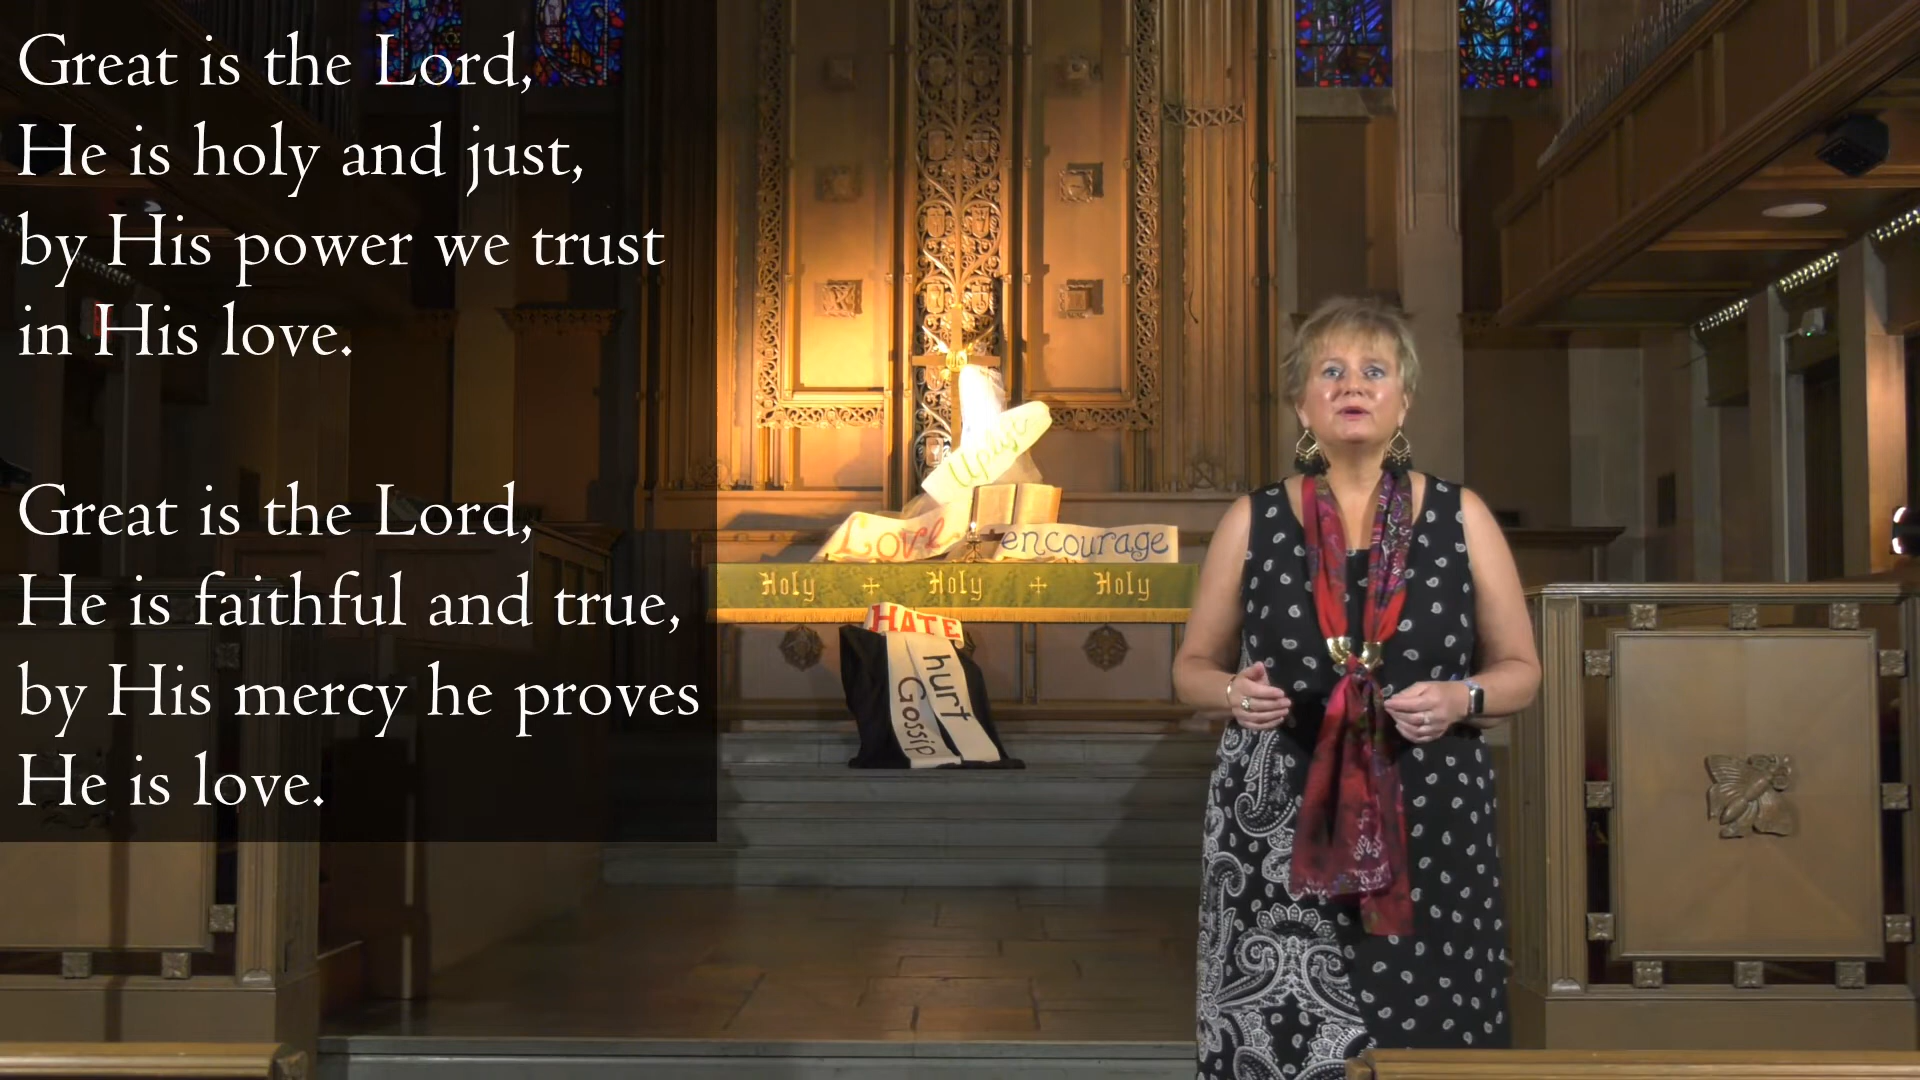 Great is the Lord,
He is holy and just,
by His power we trust
in His love.
Great is the Lord,
He is faithful and true,
by His mercy he proves
He is love.
Uplift
Love
encourage
Holy + Holy + Holy
HATE
hurt
Gossip